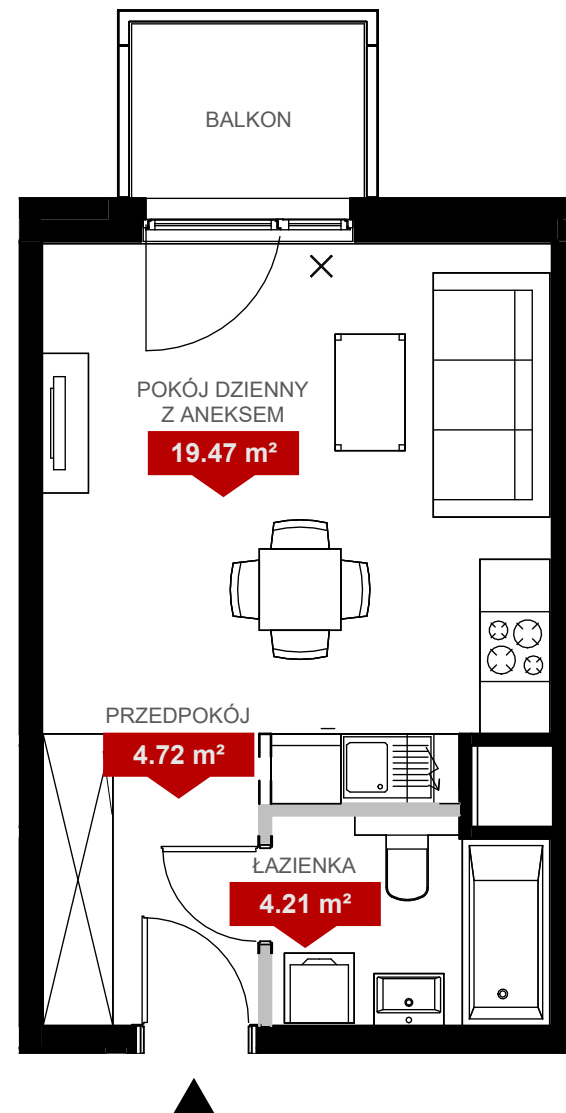 BALKON
POKÓJ DZIENNY
Z ANEKSEM
19.47 m²
PRZEDPOKÓJ
4.72 m²
ŁAZIENKA
4.21 m²